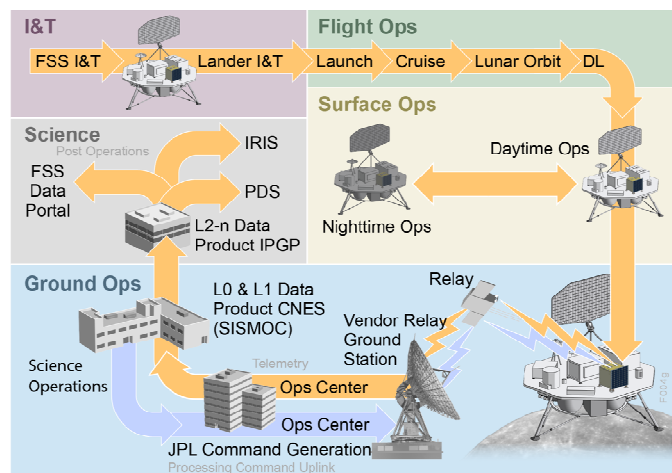 I&T
FSS I&T
Lander I&T
Flight Ops
Launch
Cruise
Lunar Orbit
DL
Surface Ops
Daytime Ops
Nighttime Ops
Science
Post Operations
IRIS
FSS
Data
Portal
PDS
L2-n Data
Product IPGP
Ground Ops
L0 & L1 Data
Product CNES
(SISMOC)
Relay
Vendor Relay
Ground
Station
Science
Operations
Telemetry
Ops Center
Ops Center
JPL Command Generation
Processing Command Uplink
F004g